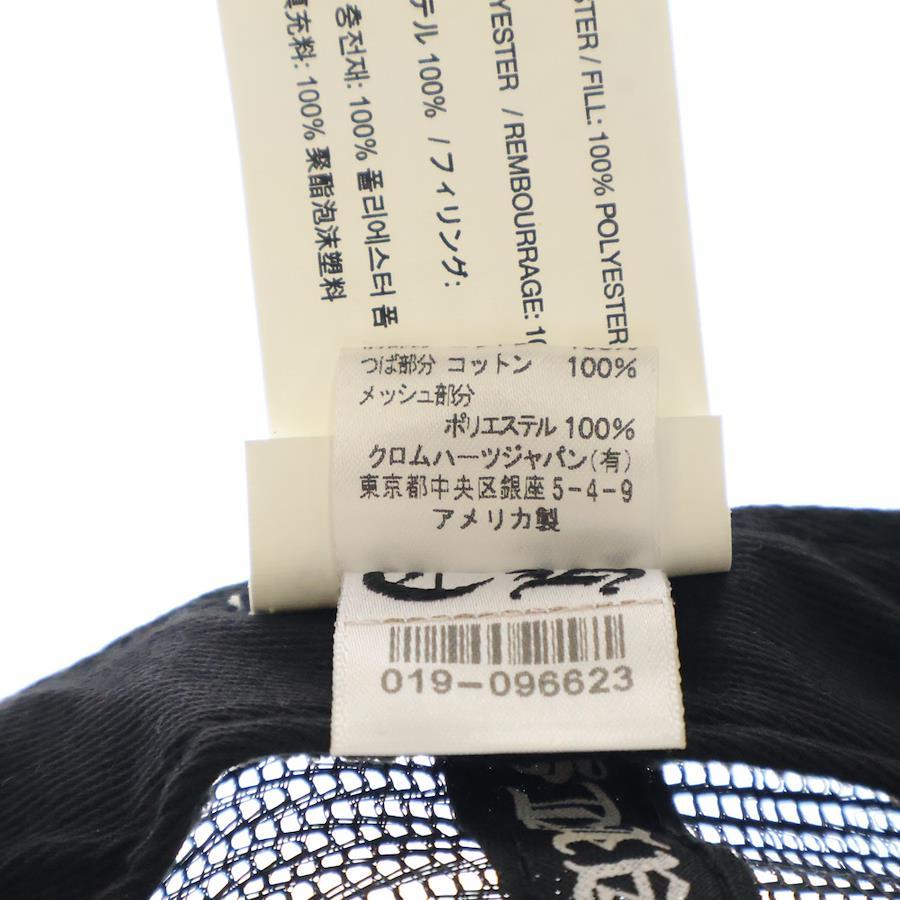 STER / FILL: 100% POLYESTER
YESTER / REMBOURRAGE: 10
テル 100% / フィリング:
충전재: 100% 폴리에스터 폼
充料: 100% 聚酯泡沫塑料
つば部分 コットン 100%
メッシュ部分
ポリエステル 100%
クロムハーツジャパン(有)
東京都中央区銀座5-4-9
アメリカ製
019-096623